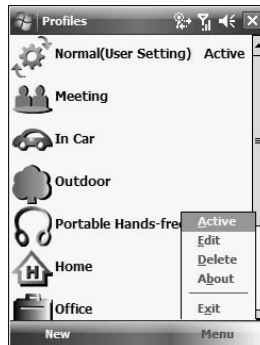 Profiles
Normal(User Setting) Active
Meeting
In Car
Outdoor
Portable Hands-free
Active
Edit
Delete
Home
About
H
Office
Exit
New
Menu